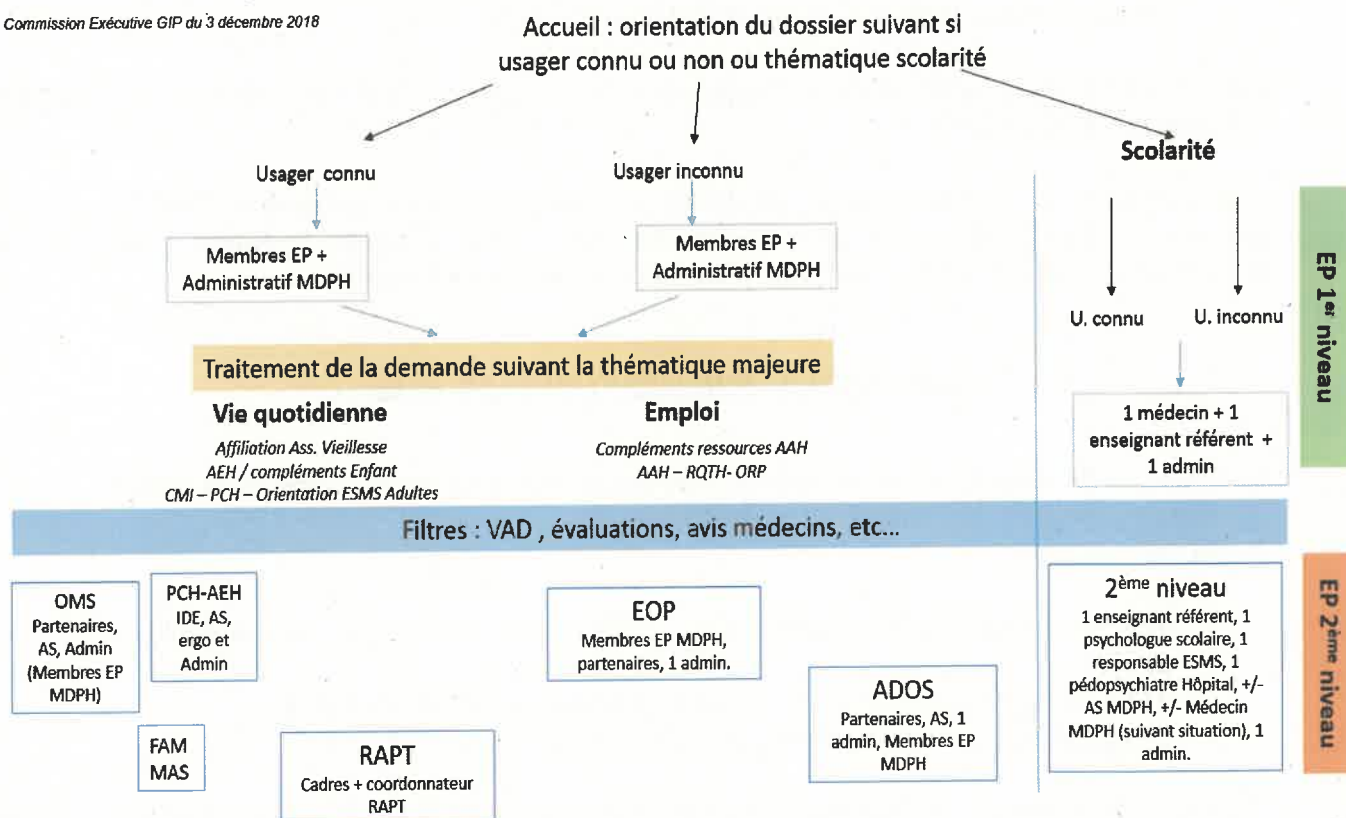 Commission Exécutive GIP du 3 décembre 2018
Accueil : orientation du dossier suivant si
usager connu ou non ou thématique scolarité
Usager connu
Usager inconnu
Scolarité
Membres EP +
Administratif MDPH
Membres EP +
Administratif MDPH
U. connu
U. inconnu
EP 1er niveau
Traitement de la demande suivant la thématique majeure
Vie quotidienne
Affiliation Ass. Vieillesse
AEH / compléments Enfant
CMI – PCH – Orientation ESMS Adultes
Emploi
Compléments ressources AAH
AAH – RQTH- ORP
1 médecin + 1
enseignant référent +
1 admin
Filtres : VAD , évaluations, avis médecins, etc...
OMS
Partenaires,
AS, Admin
(Membres EP
MDPH)
PCH-AEH
IDE, AS,
ergo et
Admin
FAM
MAS
RAPT
Cadres + coordonnateur
RAPT
EOP
Membres EP MDPH,
partenaires, 1 admin.
ADOS
Partenaires, AS, 1
admin, Membres EP
MDPH
2ème niveau
1 enseignant référent, 1
psychologue scolaire, 1
responsable ESMS, 1
pédopsychiatre Hôpital, +/-
AS MDPH, +/- Médecin
MDPH (suivant situation), 1
admin.
EP 2ème niveau